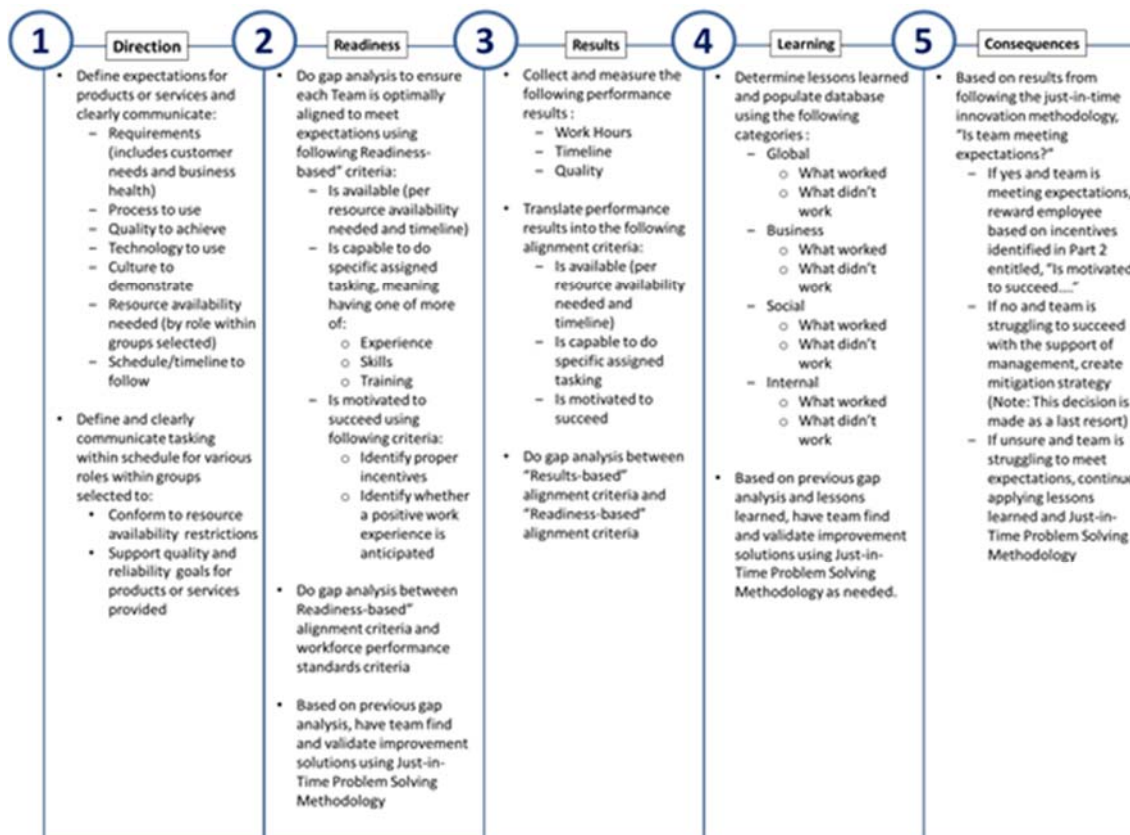 1
Direction
• Define expectations for
products or services and
clearly communicate:
– Requirements
(includes customer
needs and business
health)
– Process to use
– Quality to achieve
– Technology to use
– Culture to
demonstrate
– Resource availability
needed (by role within
groups selected)
– Schedule/timeline to
follow
• Define and clearly
communicate tasking
within schedule for various
roles within groups
selected to:
• Conform to resource
availability restrictions
• Support quality and
reliability goals for
products or services
provided
2
Readiness
• Do gap analysis to ensure
each Team is optimally
aligned to meet
expectations using
following Readiness-
based" criteria:
– Is available (per
resource availability
needed and timeline)
– Is capable to do
specific assigned
tasking, meaning
having one of more
of:
o Experience
o Skills
o Training
– Is motivated to
succeed using
following criteria:
o Identify proper
incentives
o Identify whether
a positive work
experience is
anticipated
• Do gap analysis between
Readiness-based"
alignment criteria and
workforce performance
standards criteria
• Based on previous gap
analysis, have team find
and validate improvement
solutions using Just-in-
Time Problem Solving
Methodology
3
Results
• Collect and measure the
following performance
results :
– Work Hours
– Timeline
– Quality
• Translate performance
results into the following
alignment criteria:
– Is available (per
resource availability
needed and
timeline)
– Is capable to do
specific assigned
tasking
– Is motivated to
succeed
• Do gap analysis between
"Results-based"
alignment criteria and
"Readiness-based"
alignment criteria
4
Learning
• Determine lessons learned
and populate database
using the following
categories :
– Global
o What worked
o What didn't
work
– Business
o What worked
o What didn't
work
– Social
o What worked
o What didn't
work
– Internal
o What worked
o What didn't
work
• Based on previous gap
analysis and lessons
learned, have team find
and validate improvement
solutions using Just-in-
Time Problem Solving
Methodology as needed.
5
Consequences
• Based on results from
following the just-in-time
innovation methodology,
"Is team meeting
expectations?"
– If yes and team is
meeting expectations,
reward employee
based on incentives
identified in Part 2
entitled, "Is motivated
to succeed...."
– If no and team is
struggling to succeed
with the support of
management, create
mitigation strategy
(Note: This decision is
made as a last resort)
– If unsure and team is
struggling to meet
expectations, continue
applying lessons
learned and Just-in-
Time Problem Solving
Methodology